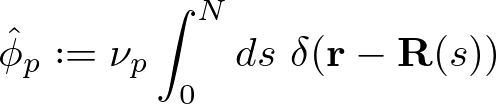 $\hat{\phi}_p := \nu_p \int_0^N ds \ \delta(\mathbf{r} - \mathbf{R}(s))$